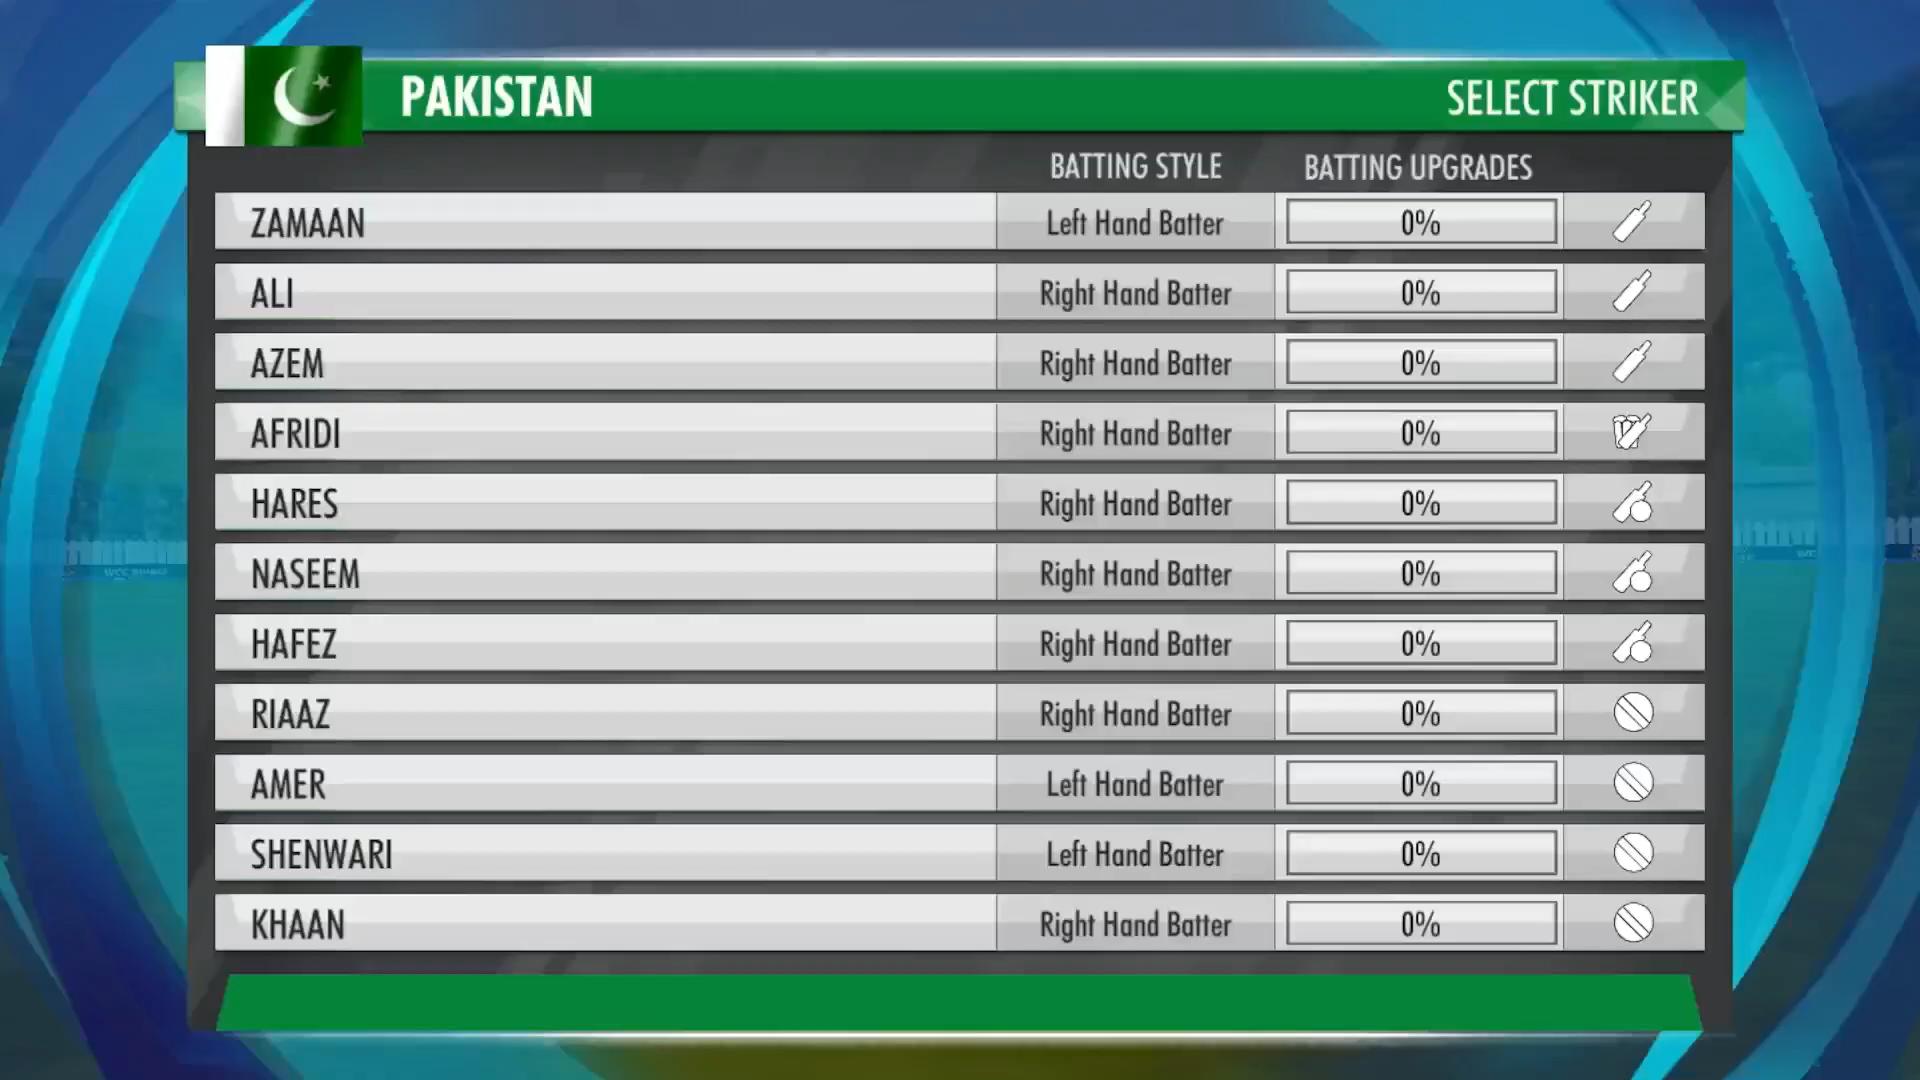 PAKISTAN SELECT STRIKER
BATTING STYLE BATTING UPGRADES
ZAMAAN Left Hand Batter 0%
ALI Right Hand Batter 0%
AZEM Right Hand Batter 0%
AFRIDI Right Hand Batter 0%
HARES Right Hand Batter 0%
NASEEM Right Hand Batter 0%
HAFEZ Right Hand Batter 0%
RIAAZ Right Hand Batter 0%
AMER Left Hand Batter 0%
SHENWARI Left Hand Batter 0%
KHAAN Right Hand Batter 0%